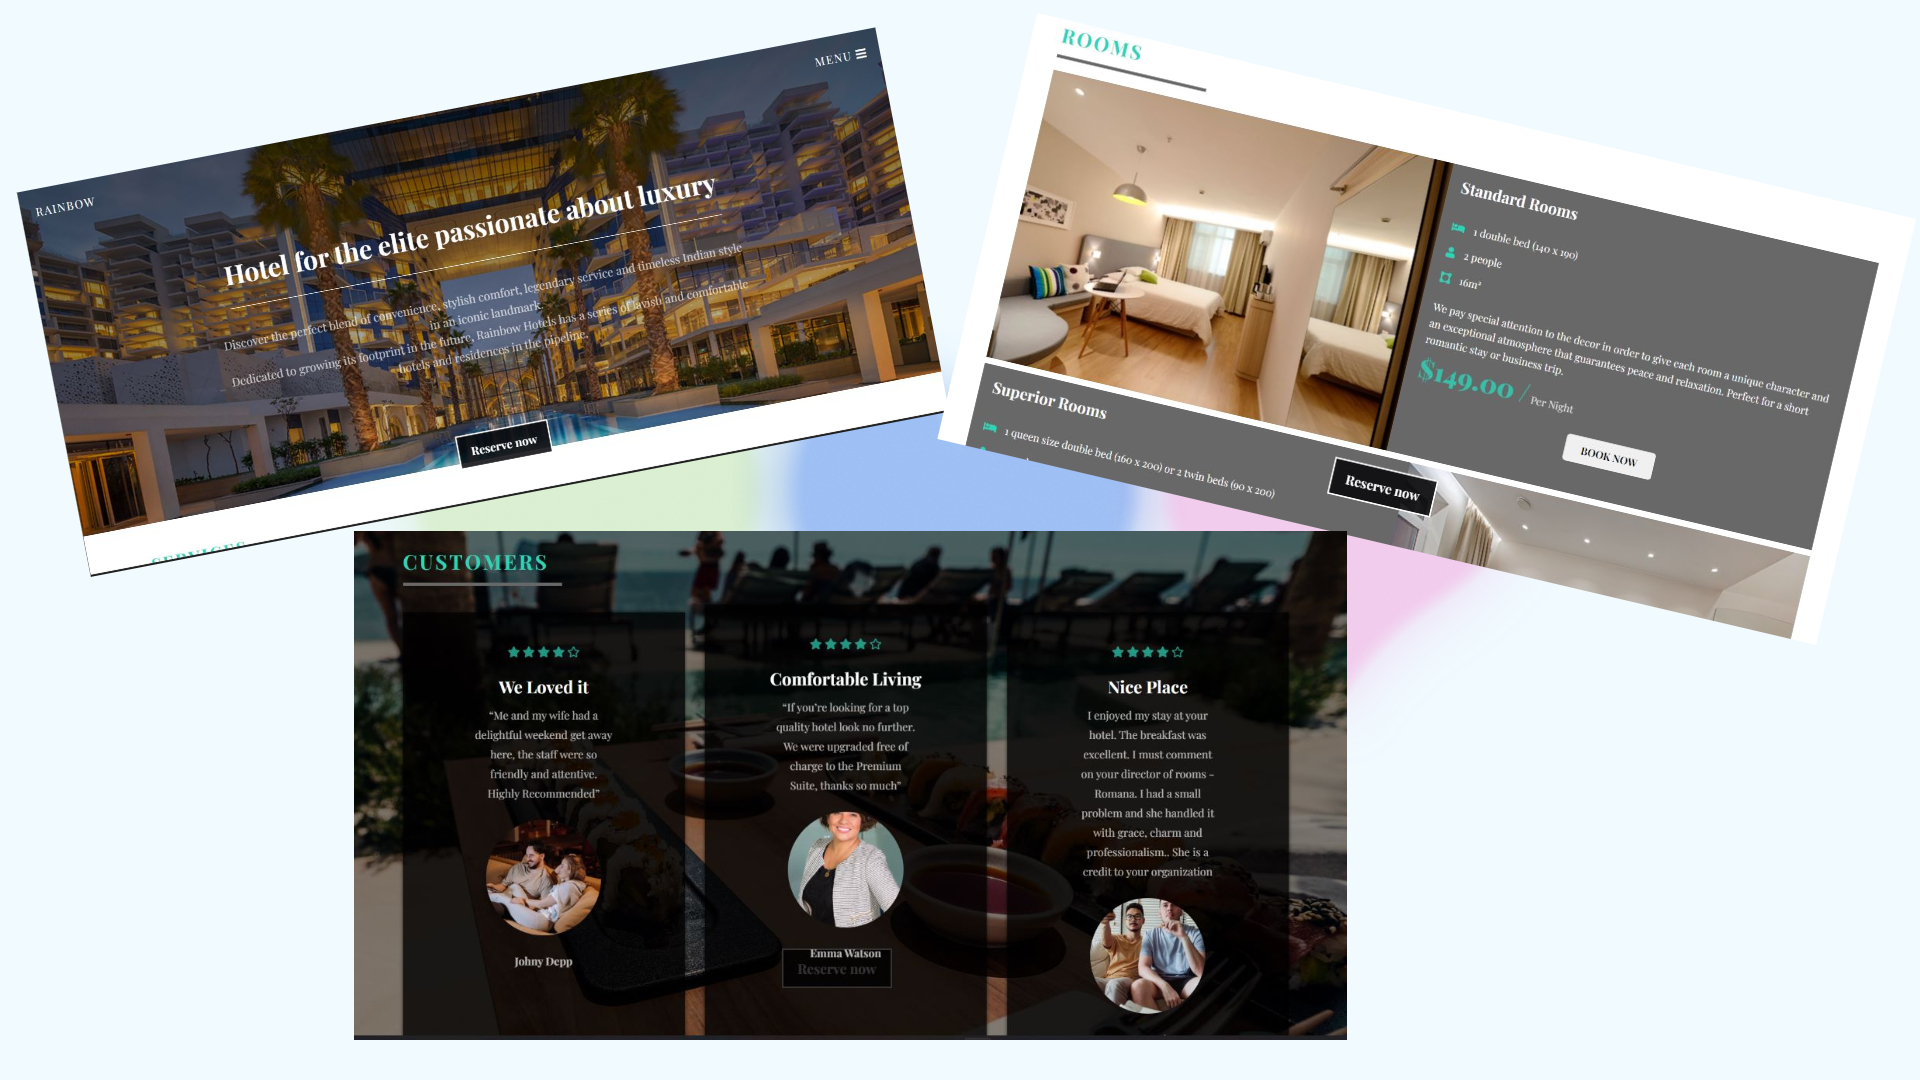 RAINBOW
MENU
Hotel for the elite passionate about luxury
Discover the perfect blend of convenience, stylish comfort, legendary service and timeless Indian style
in an iconic landmark.
Dedicated to growing its footprint in the future, Rainbow Hotels has a series of lavish and comfortable
hotels and residences in the pipeline.
Reserve now
SERVICES
ROOMS
Standard Rooms
1 double bed (140 x 190)
2 people
16m²
We pay special attention to the decor in order to give each room a unique character and
an exceptional atmosphere that guarantees peace and relaxation. Perfect for a short
romantic stay or business trip.
$149.00 / Per Night
BOOK NOW
Superior Rooms
1 queen size double bed (160 x 200) or 2 twin beds (90 x 200)
Reserve now
CUSTOMERS
We Loved it
“Me and my wife had a
delightful weekend get away
here, the staff were so
friendly and attentive.
Highly Recommended”
Johny Depp
Comfortable Living
“If you’re looking for a top
quality hotel look no further.
We were upgraded free of
charge to the Premium
Suite, thanks so much”
Emma Watson
Reserve now
Nice Place
I enjoyed my stay at your
hotel. The breakfast was
excellent. I must comment
on your director of rooms –
Romana. I had a small
problem and she handled it
with grace, charm and
professionalism.. She is a
credit to your organization